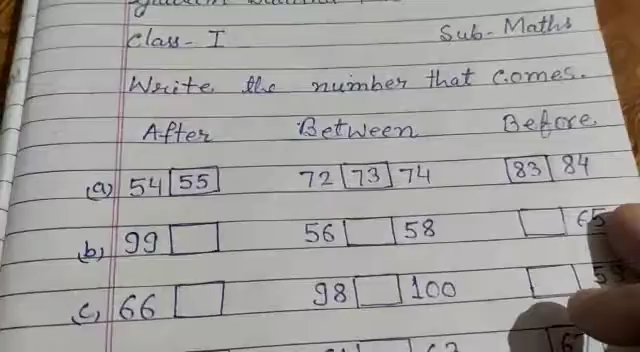 Class- I Sub- Maths
Write the number that comes.
After Between Before
(a) 54 55 72 73 74 83 84
(b) 99 56 58 65
(c) 66 98 100